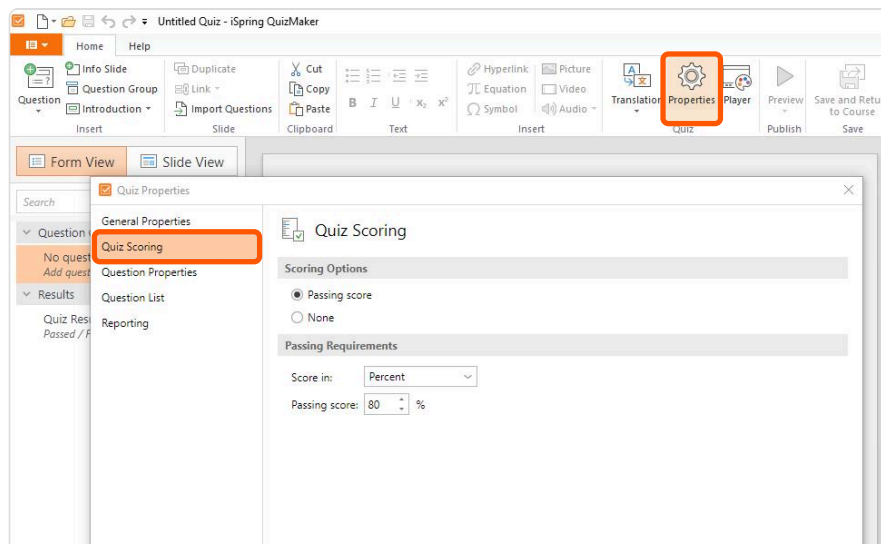 Untitled Quiz - iSpring QuizMaker
Home Help
Question
Info Slide
Question Group
Introduction
Insert
Duplicate
Link
Import Questions
Slide
Cut
Copy
Paste
Clipboard
B I U X₂ X²
Text
Hyperlink
Equation
Symbol
Picture
Video
Audio
Insert
Translation
Properties
Player
Quiz
Preview
Publish
Save and Retu
to Course
Save
Form View
Slide View
Search
Question
No quest
Add quest
Results
Quiz Res
Passed / F
Quiz Properties
General Properties
Quiz Scoring
Question Properties
Question List
Reporting
Quiz Scoring
Scoring Options
Passing score
None
Passing Requirements
Score in: Percent
Passing score: 80 %